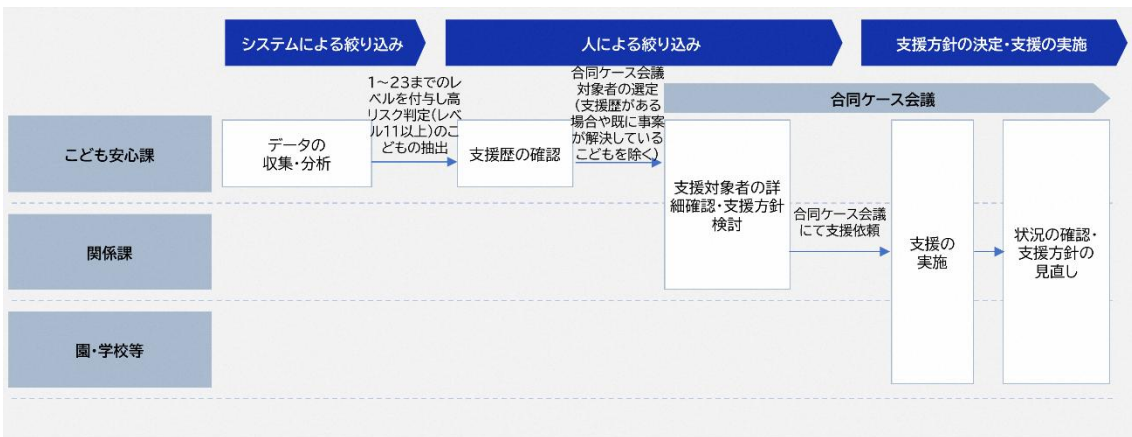 システムによる絞り込み
人による絞り込み
支援方針の決定・支援の実施
合同ケース会議
こども安心課
データの
収集・分析
1～23までのレ
ベルを付与し高
リスク判定(レベ
ル11以上)のこ
どもの抽出
支援歴の確認
合同ケース会議
対象者の選定
(支援歴がある
場合や既に事案
が解決している
こどもを除く)
支援対象者の詳
細確認・支援方針
検討
関係課
合同ケース会議
にて支援依頼
支援の
実施
状況の確認・
支援方針の
見直し
園・学校等